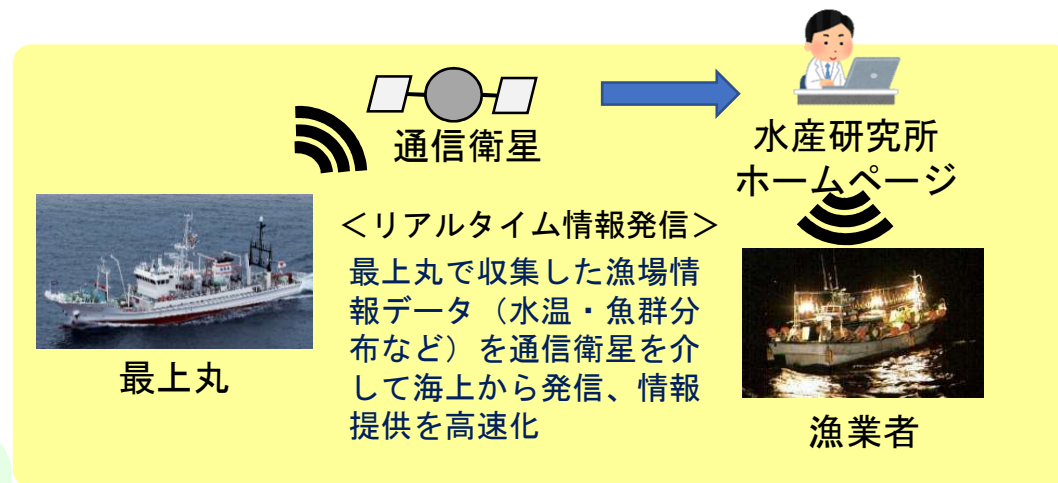 通信衛星
水産研究所
ホームページ
＜リアルタイム情報発信＞
最上丸で収集した漁場情
報データ（水温・魚群分
布など）を通信衛星を介
して海上から発信、情報
提供を高速化
最上丸
漁業者